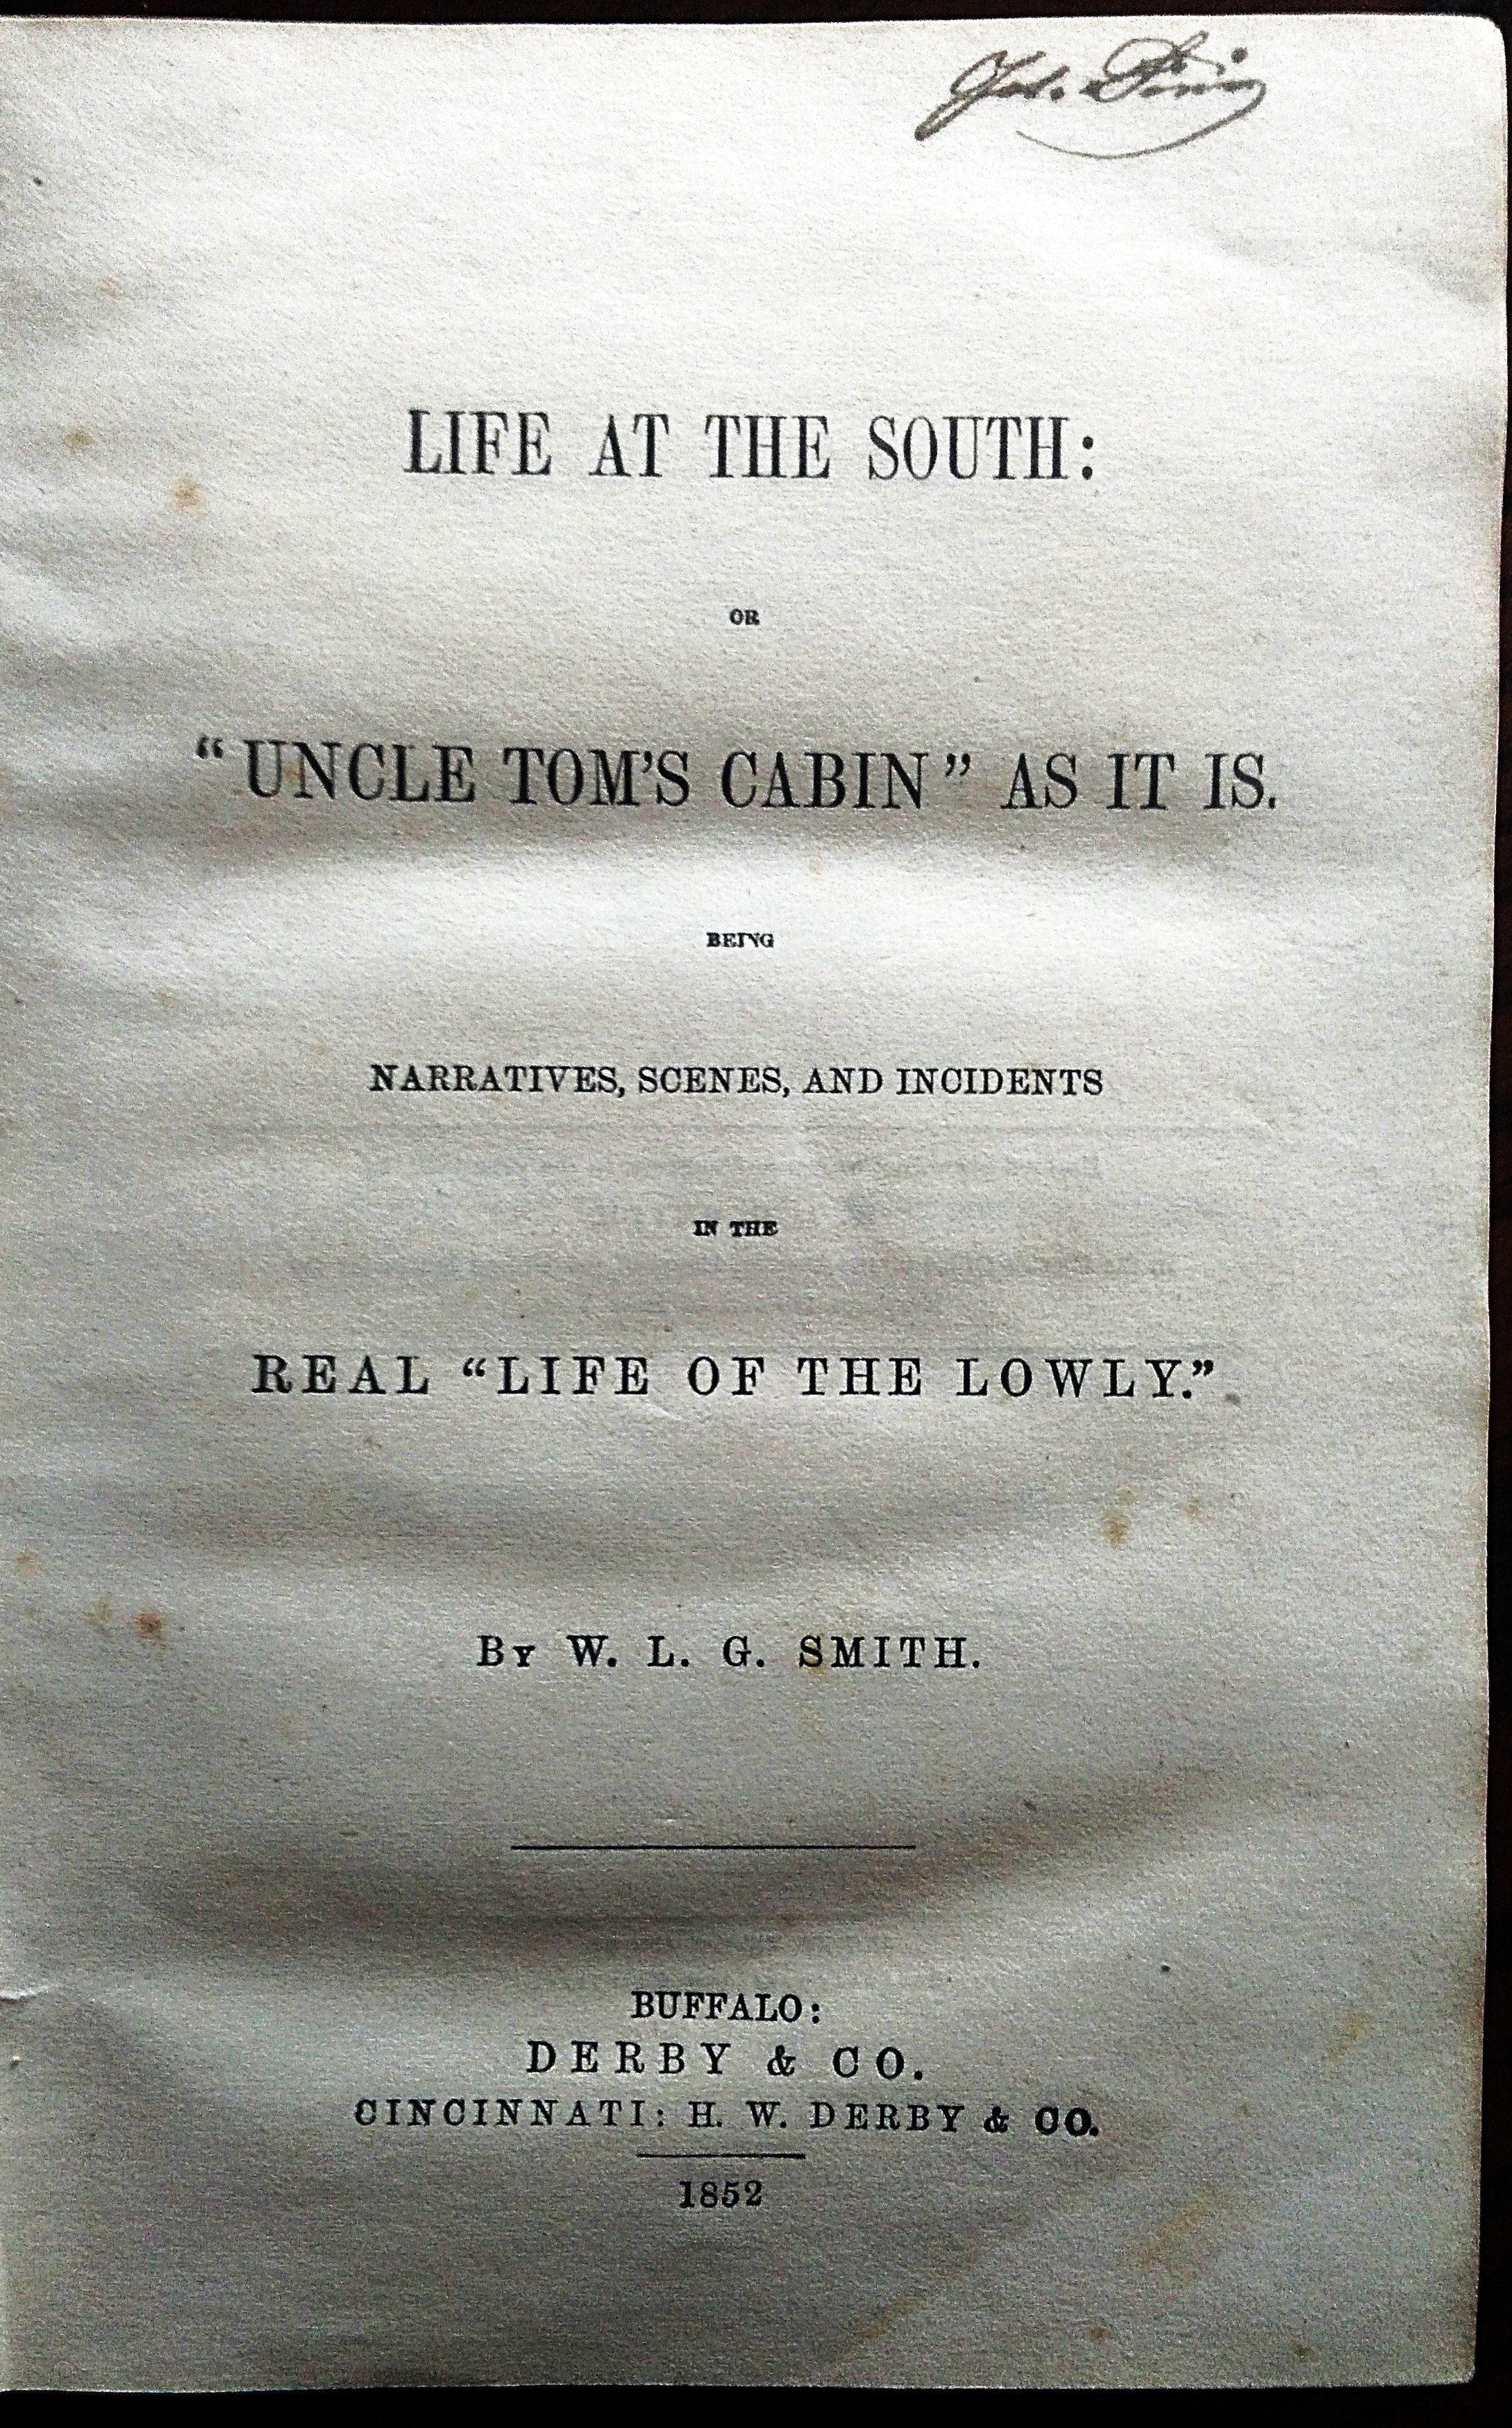 LIFE AT THE SOUTH:
OR
“UNCLE TOM'S CABIN” AS IT IS.
BEING
NARRATIVES, SCENES, AND INCIDENTS
IN THE
REAL “LIFE OF THE LOWLY.”
By W. L. G. SMITH.
BUFFALO:
DERBY & CO.
CINCINNATI: H. W. DERBY & CO.
1852